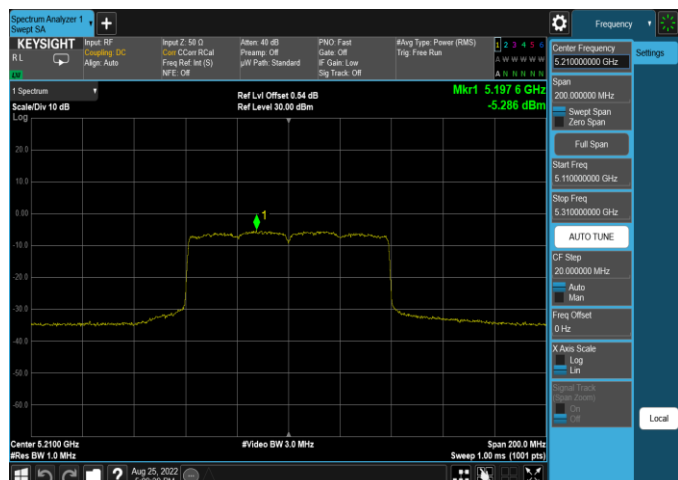 Spectrum Analyzer 1
Swept SA
+
Frequency
KEYSIGHT
RL
LV
Input: RF
Coupling: DC
Align: Auto
Input Z: 50 Ω
Corr CCorr RCal
Freq Ref: Int (S)
NFE: Off
Atten: 40 dB
Preamp: Off
µW Path: Standard
PNO: Fast
Gate: Off
IF Gain: Low
Sig Track: Off
#Avg Type: Power (RMS)
Trig: Free Run
1 2 3 4 5 6
A W W W W W
A N N N N N
1 Spectrum
Scale/Div 10 dB
Log
Ref Lvl Offset 0.54 dB
Ref Level 30.00 dBm
Mkr1 5.197 6 GHz
-5.286 dBm
20.0
10.0
0.00
-10.0
-20.0
-30.0
-40.0
-50.0
-60.0
1
Center 5.2100 GHz
#Res BW 1.0 MHz
#Video BW 3.0 MHz
Span 200.0 MHz
Sweep 1.00 ms (1001 pts)
Aug 25, 2022
Center Frequency
5.210000000 GHz
Span
200.000000 MHz
Swept Span
Zero Span
Full Span
Start Freq
5.110000000 GHz
Stop Freq
5.310000000 GHz
AUTO TUNE
CF Step
20.000000 MHz
Auto
Man
Freq Offset
0 Hz
X Axis Scale
Log
Lin
Signal Track
(Span Zoom)
On
Off
Settings
Local